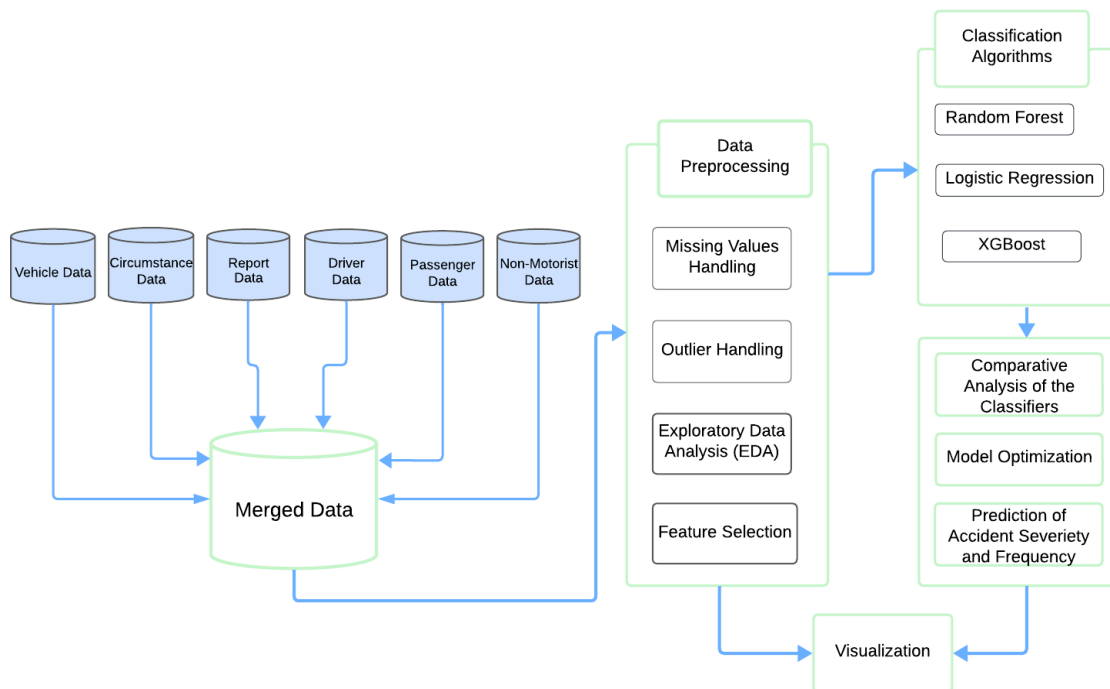 Vehicle Data
Circumstance
Data
Report
Data
Driver
Data
Passenger
Data
Non-Motorist
Data
Merged Data
Data
Preprocessing
Missing Values
Handling
Outlier Handling
Exploratory Data
Analysis (EDA)
Feature Selection
Classification
Algorithms
Random Forest
Logistic Regression
XGBoost
Comparative
Analysis of the
Classifiers
Model Optimization
Prediction of
Accident Severiety
and Frequency
Visualization